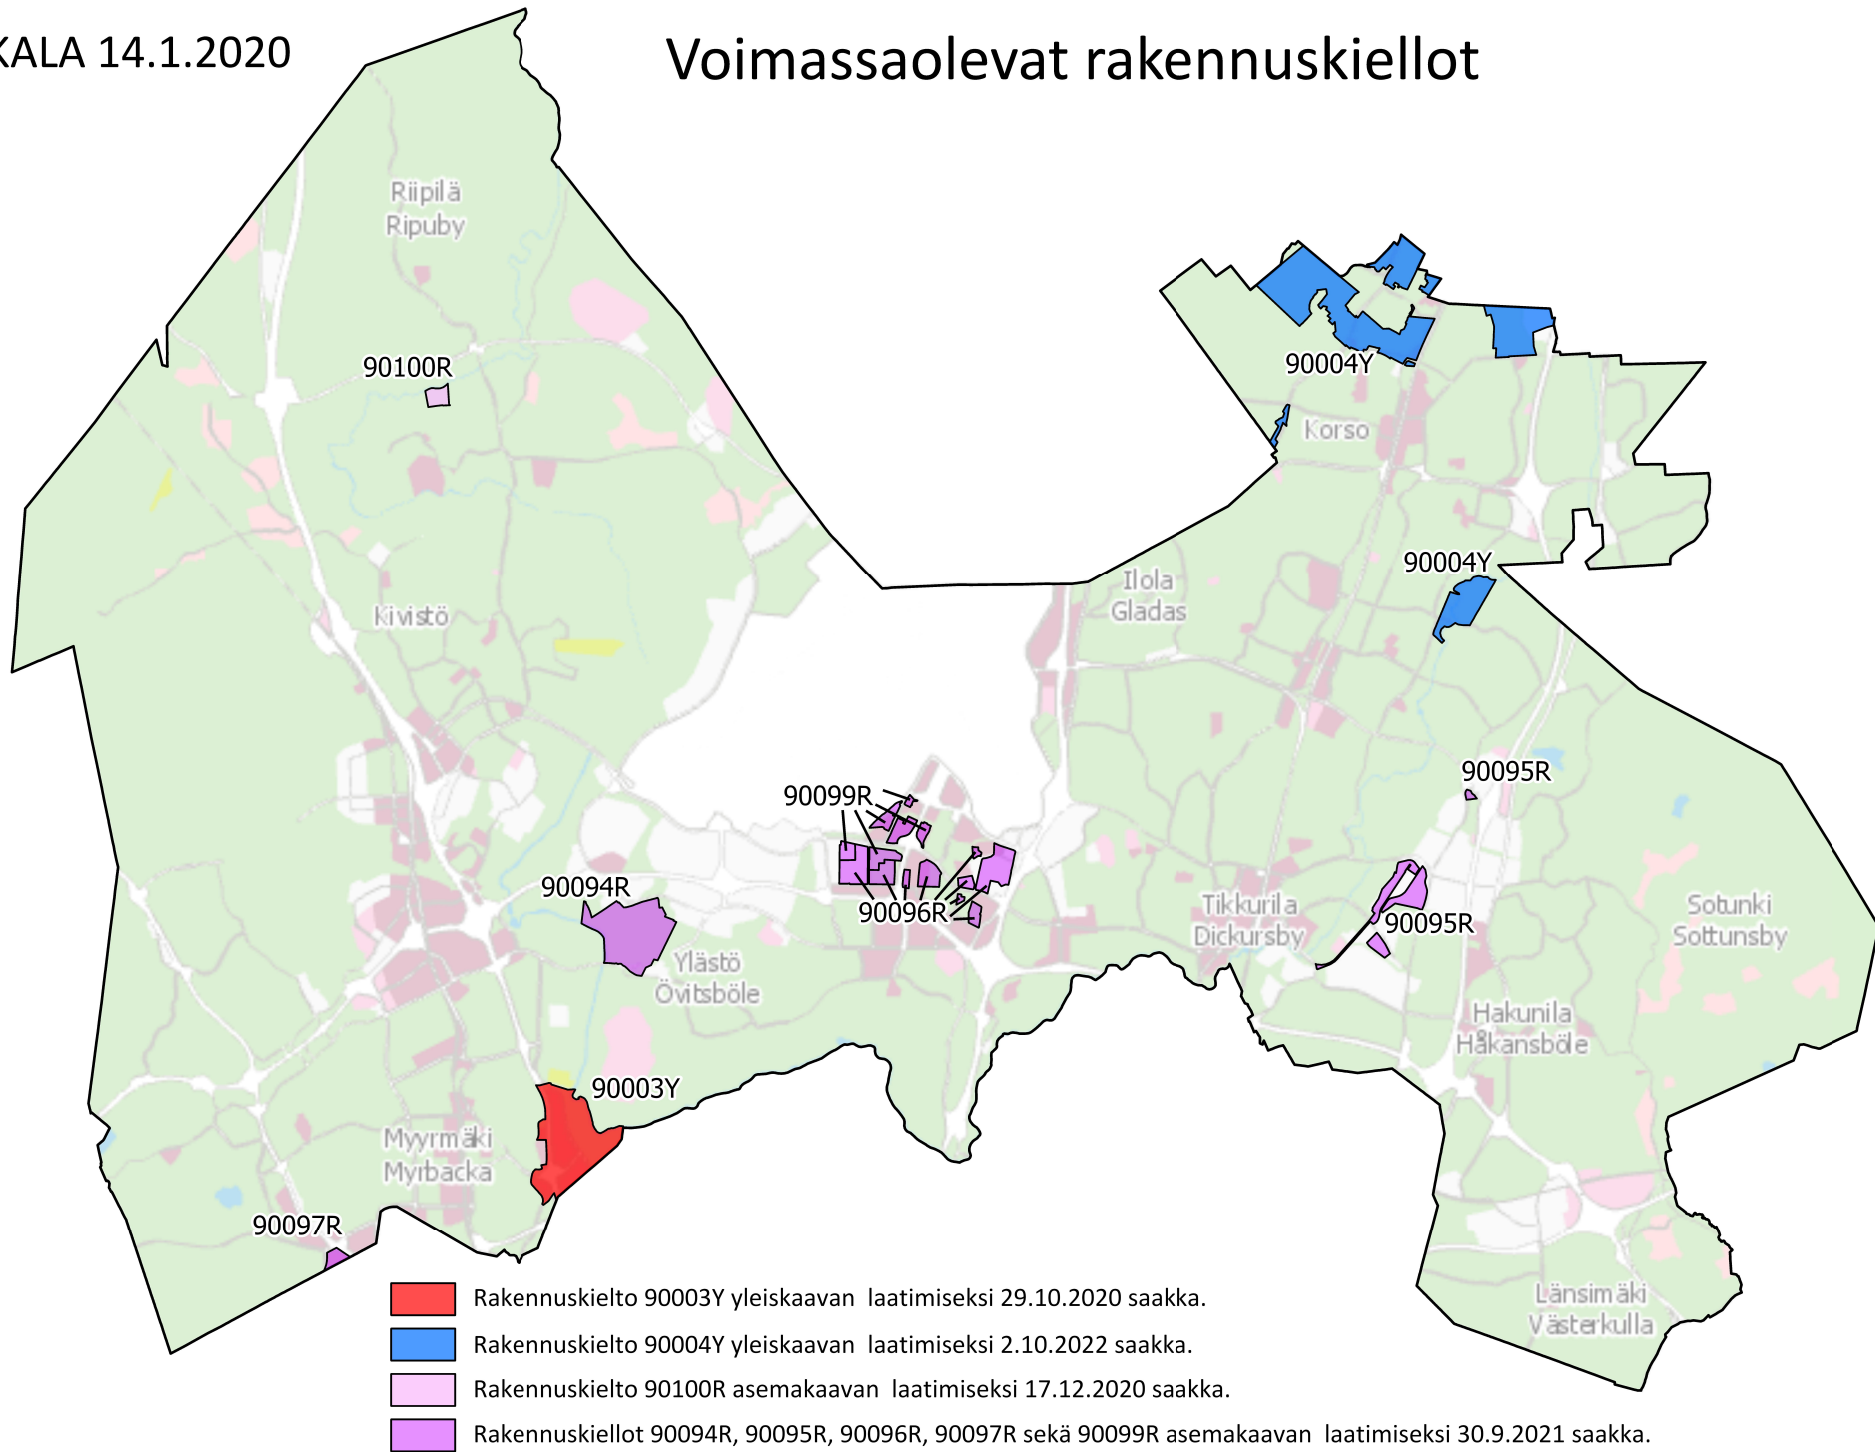 KALA 14.1.2020
Voimassaolevat rakennuskiellot
Riipilä
Ripuby
90100R
90004Y
Korso
90004Y
Ilola
Gladas
Kivistö
90095R
90099R
90094R
90096R
Tikkurila
Dickursby
90095R
Sotunki
Sottunsby
Ylästö
Övitsböle
Hakunila
Håkansböle
90003Y
Myyrmäki
Myrbacka
90097R
Länsimäki
Västerkulla
Rakennuskielto 90003Y yleiskaavan laatimiseksi 29.10.2020 saakka.
Rakennuskielto 90004Y yleiskaavan laatimiseksi 2.10.2022 saakka.
Rakennuskielto 90100R asemakaavan laatimiseksi 17.12.2020 saakka.
Rakennuskiellot 90094R, 90095R, 90096R, 90097R sekä 90099R asemakaavan laatimiseksi 30.9.2021 saakka.